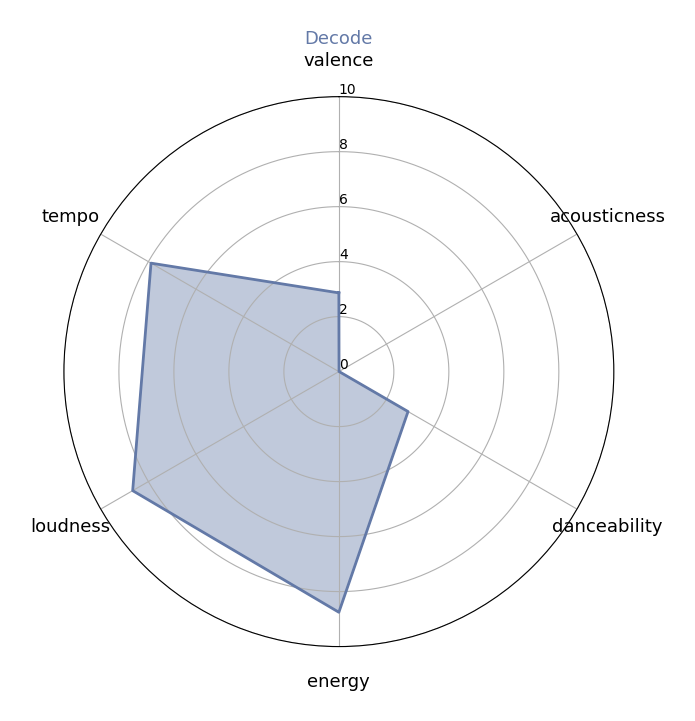 Decode
valence
10
8
tempo
6
acousticness
4
2
0
loudness
danceability
energy